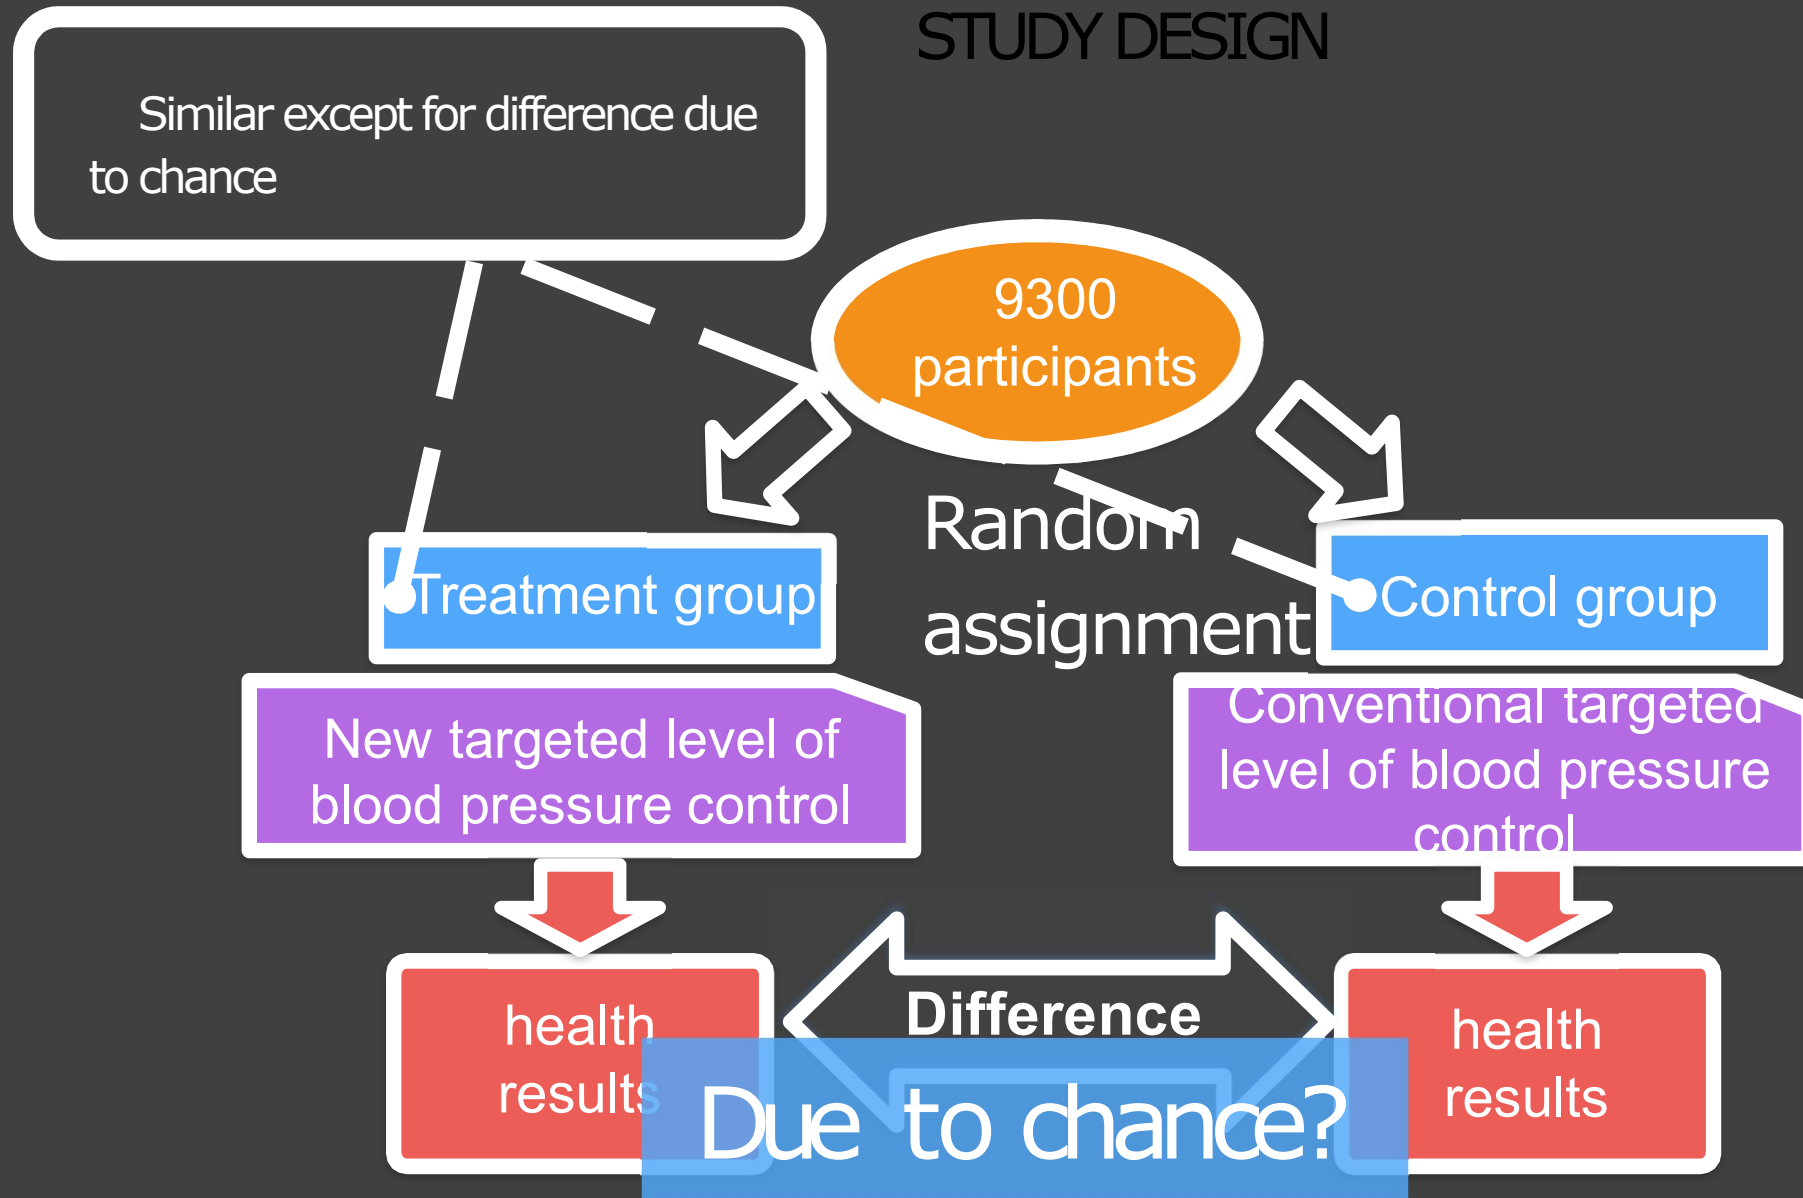 STUDY DESIGN
Similar except for difference due
to chance
9300
participants
Random
assignment
Treatment group
Control group
New targeted level of
blood pressure control
Conventional targeted
level of blood pressure
control
health
results
Difference
health
results
Due to chance?